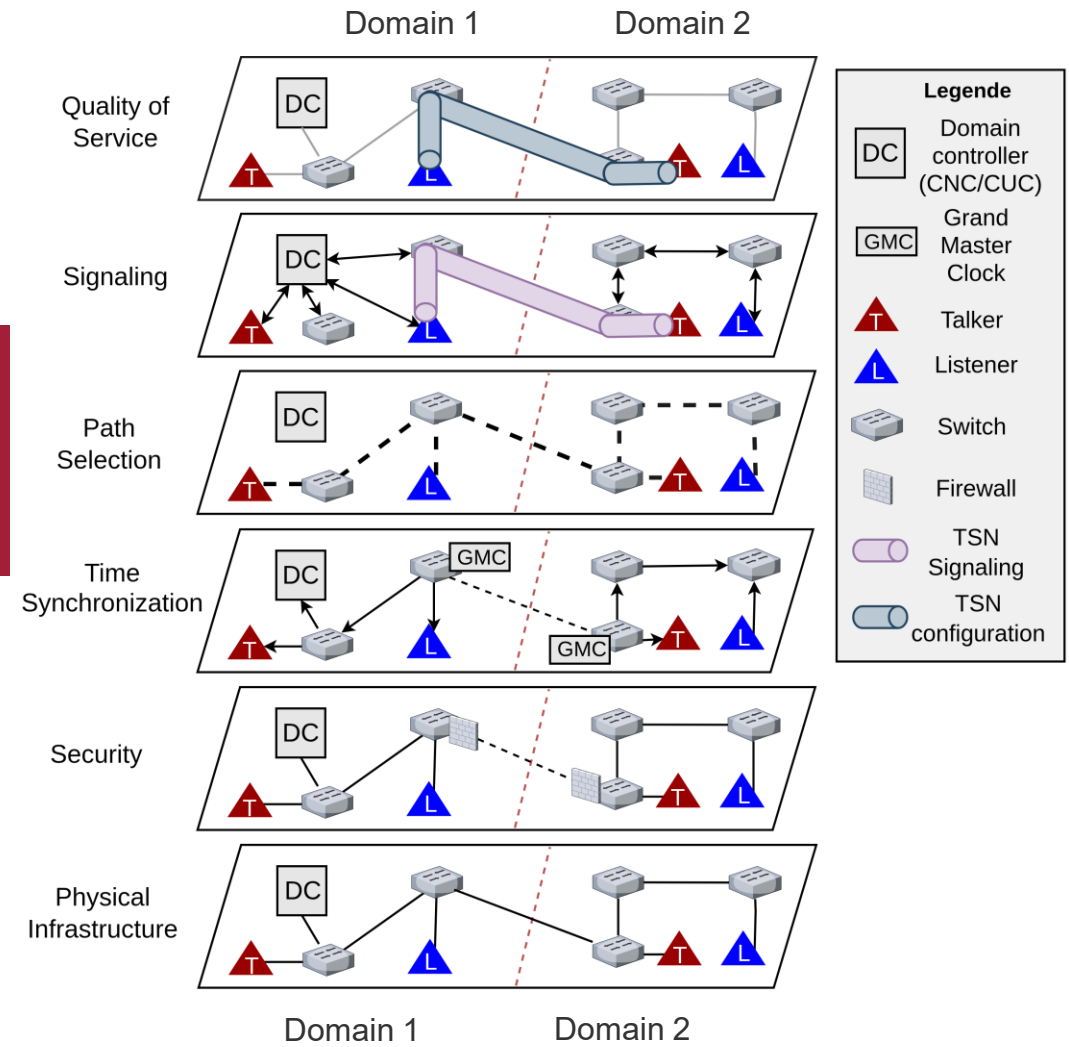 Domain 1
Domain 2
Quality of
Service
DC
T
L
T
L
Signaling
DC
T
L
T
L
Path
Selection
DC
T
L
T
L
Time
Synchronization
DC
GMC
T
L
GMC
T
L
Security
DC
T
L
T
L
Physical
Infrastructure
DC
T
L
T
L
Domain 1
Domain 2
Legende
DC
Domain
controller
(CNC/CUC)
GMC
Grand
Master
Clock
T
Talker
L
Listener
Switch
Firewall
TSN
Signaling
TSN
configuration